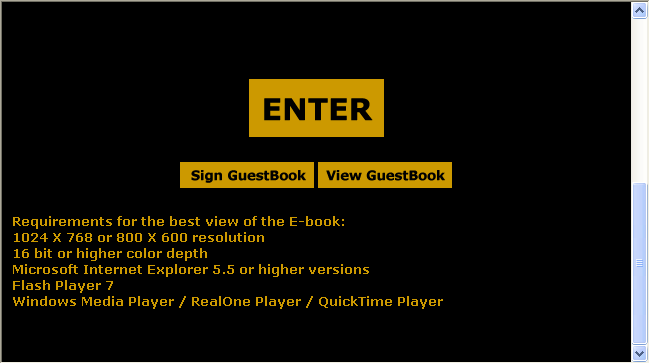 ENTER
Sign GuestBook View GuestBook
Requirements for the best view of the E-book:
1024 X 768 or 800 X 600 resolution
16 bit or higher color depth
Microsoft Internet Explorer 5.5 or higher versions
Flash Player 7
Windows Media Player / RealOne Player / QuickTime Player